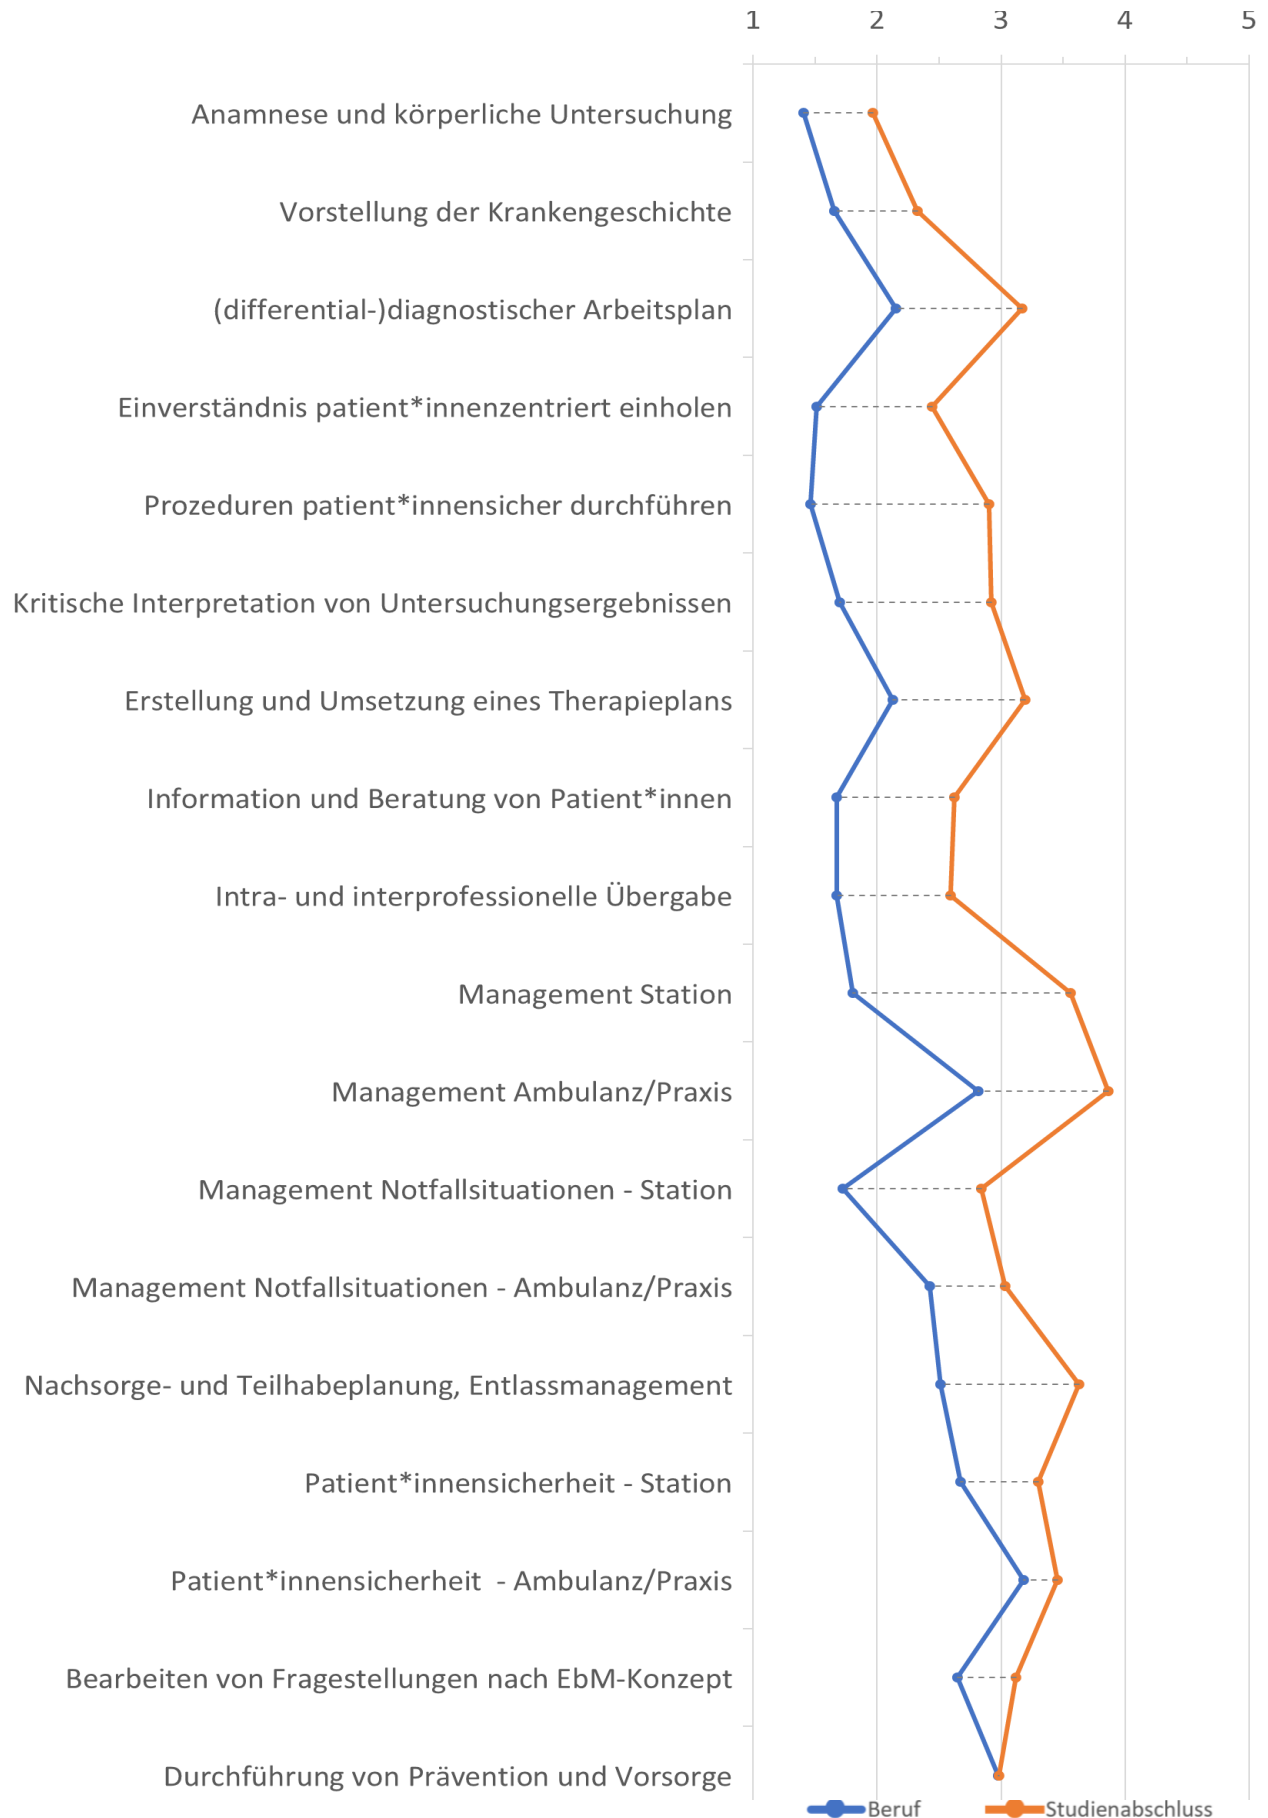 1 2 3 4 5
Anamnese und körperliche Untersuchung
Vorstellung der Krankengeschichte
(differential-)diagnostischer Arbeitsplan
Einverständnis patient*innenzentriert einholen
Prozeduren patient*innensicher durchführen
Kritische Interpretation von Untersuchungsergebnissen
Erstellung und Umsetzung eines Therapieplans
Information und Beratung von Patient*innen
Intra- und interprofessionelle Übergabe
Management Station
Management Ambulanz/Praxis
Management Notfallsituationen - Station
Management Notfallsituationen - Ambulanz/Praxis
Nachsorge- und Teilhabeplanung, Entlassmanagement
Patient*innensicherheit - Station
Patient*innensicherheit  - Ambulanz/Praxis
Bearbeiten von Fragestellungen nach EbM-Konzept
Durchführung von Prävention und Vorsorge
Beruf Studienabschluss